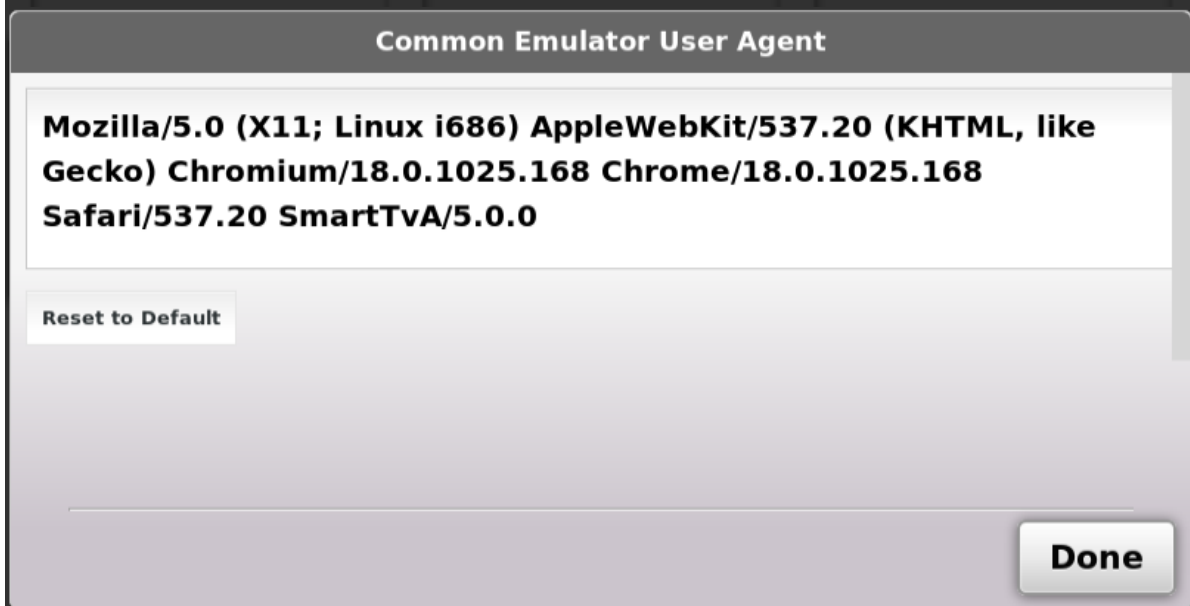 Common Emulator User Agent
Mozilla/5.0 (X11; Linux i686) AppleWebKit/537.20 (KHTML, like
Gecko) Chromium/18.0.1025.168 Chrome/18.0.1025.168
Safari/537.20 SmartTvA/5.0.0
Reset to Default
Done